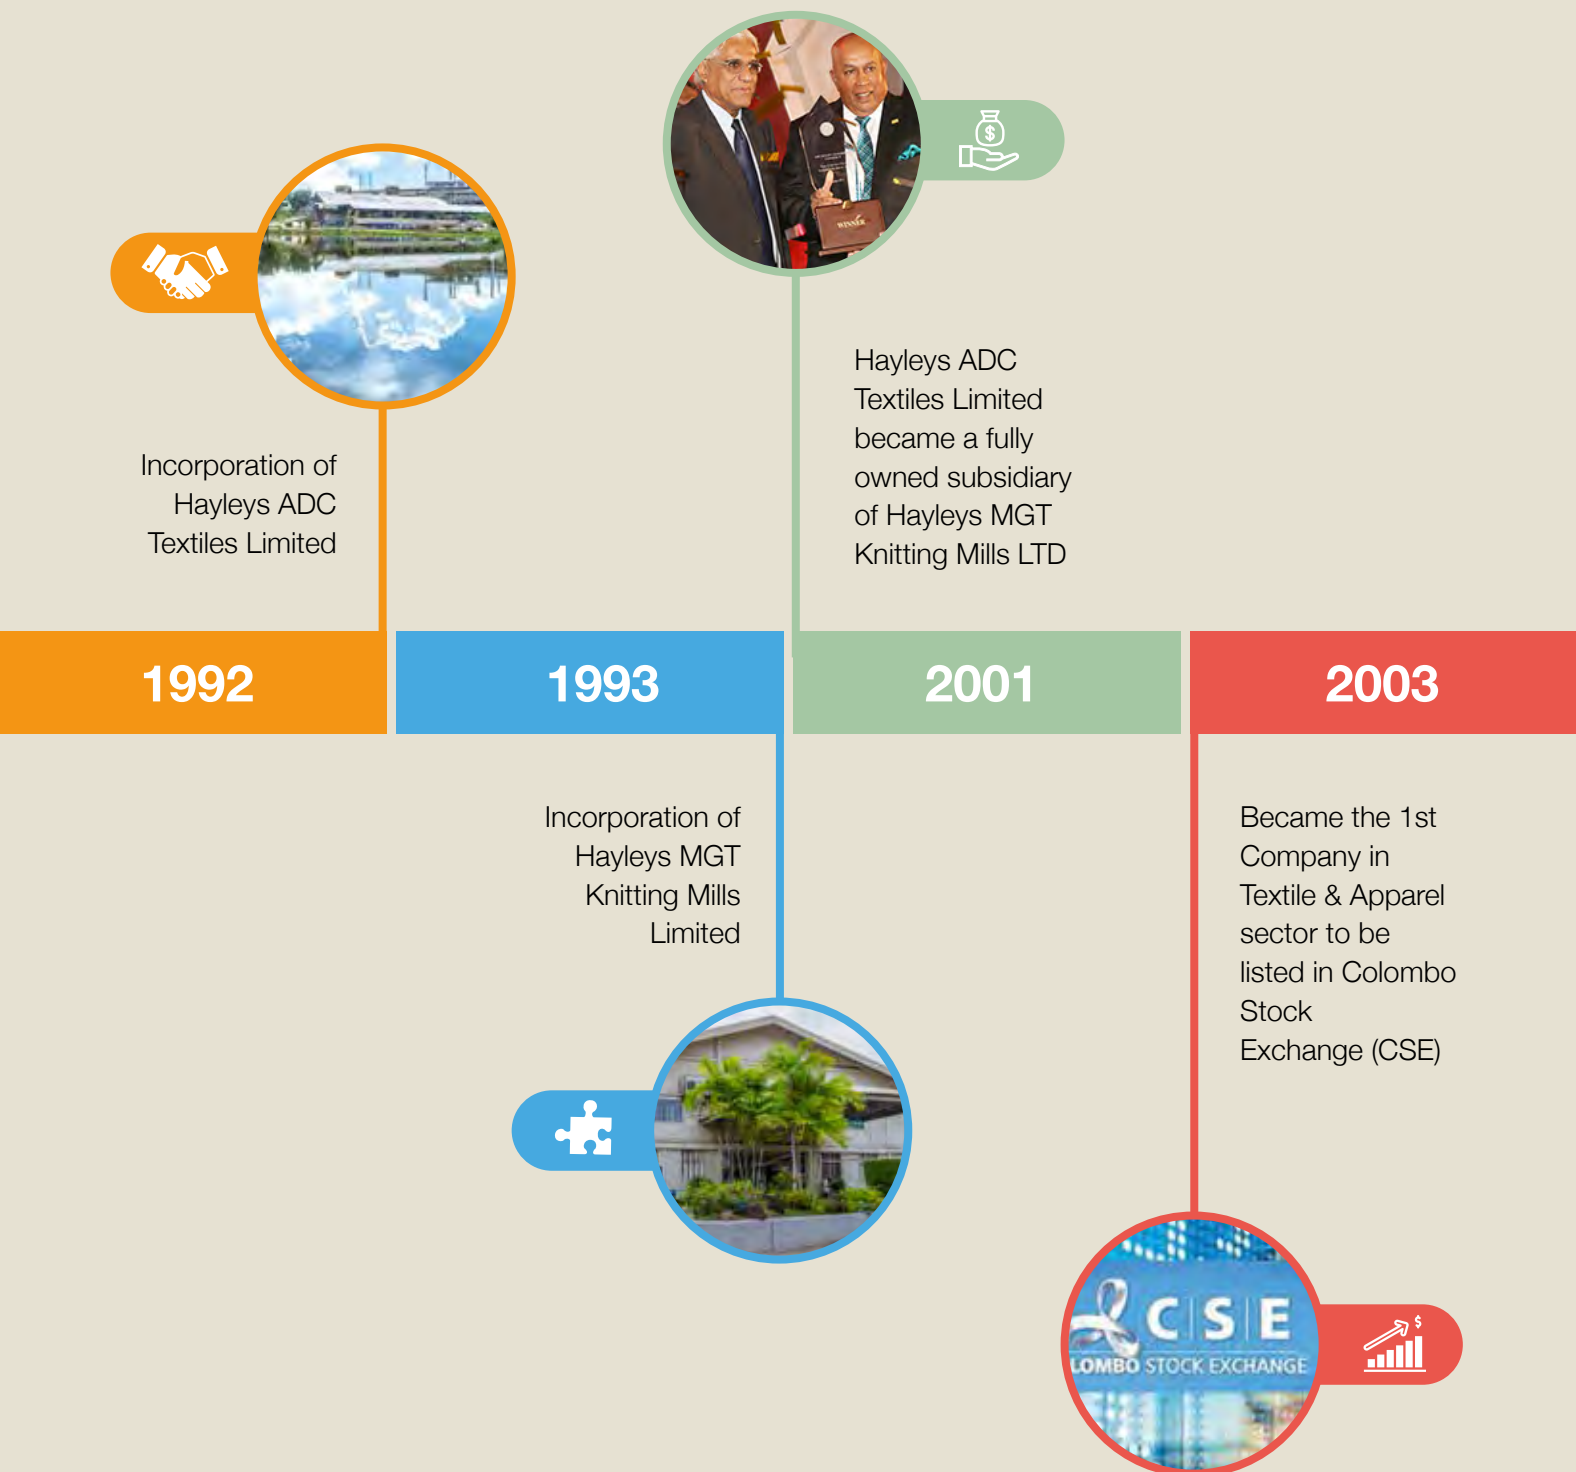 Incorporation of
Hayleys ADC
Textiles Limited
WINNER
$
Hayleys ADC
Textiles Limited
became a fully
owned subsidiary
of Hayleys MGT
Knitting Mills LTD
1992
1993
2001
2003
Incorporation of
Hayleys MGT
Knitting Mills
Limited
Became the 1st
Company in
Textile & Apparel
sector to be
listed in Colombo
Stock
Exchange (CSE)
C|S|E
LOMBO STOCK EXCHANGE
$